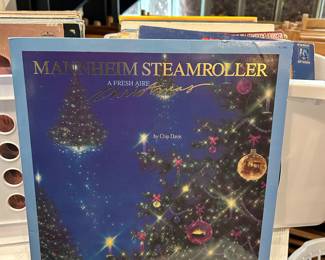 MANNHEIM STEAMROLLER
A FRESH AIRE
Christmas
by Chip Davis